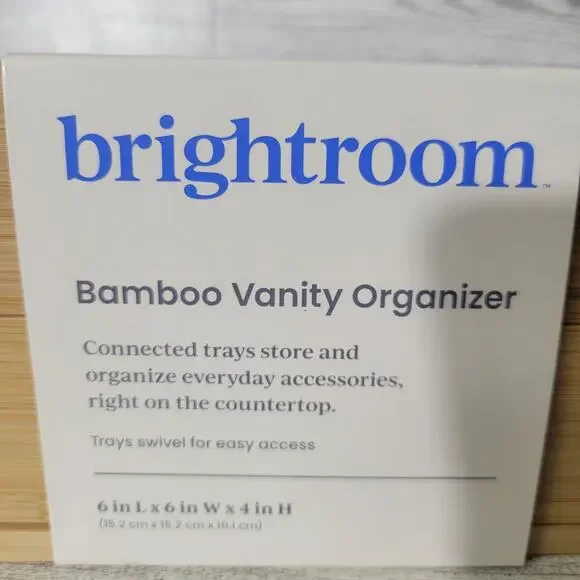 brightroom™
Bamboo Vanity Organizer
Connected trays store and
organize everyday accessories,
right on the countertop.
Trays swivel for easy access
6 in L x 6 in W x 4 in H
(15.2 cm x 15.2 cm x 10.1 cm)